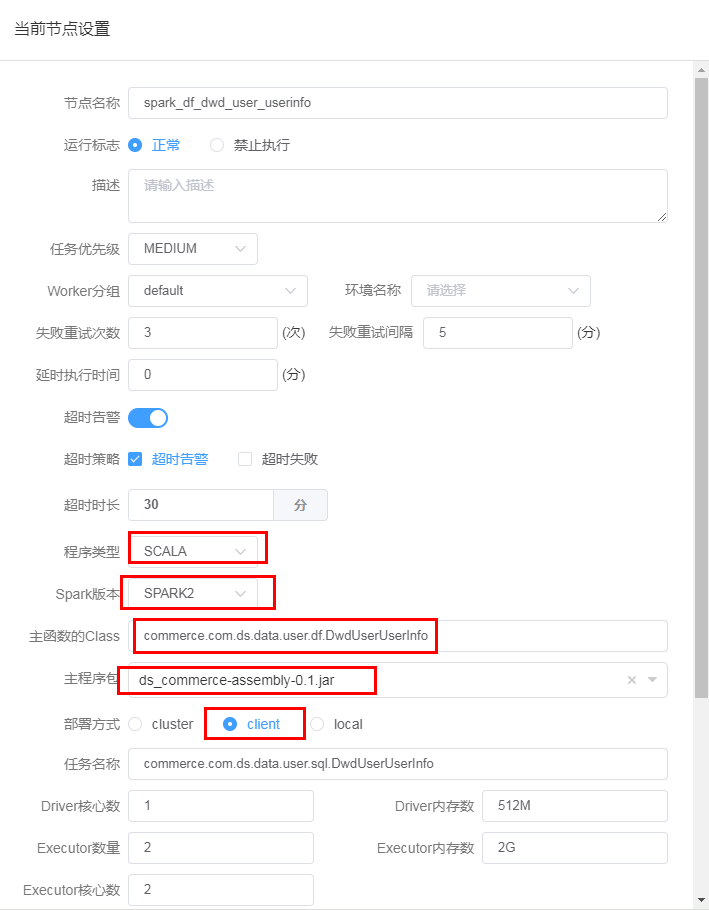 当前节点设置
节点名称 spark_df_dwd_user_userinfo
运行标志 正常 禁止执行
描述 请输入描述
任务优先级 MEDIUM
Worker分组 default 环境名称 请选择
失败重试次数 3 (次) 失败重试间隔 5 (分)
延时执行时间 0 (分)
超时告警
超时策略 超时告警 超时失败
超时时长 30 分
程序类型 SCALA
Spark版本 SPARK2
主函数的Class commerce.com.ds.data.user.df.DwdUserUserInfo
主程序包 ds_commerce-assembly-0.1.jar
部署方式 cluster client local
任务名称 commerce.com.ds.data.user.sql.DwdUserUserInfo
Driver核心数 1 Driver内存数 512M
Executor数量 2 Executor内存数 2G
Executor核心数 2